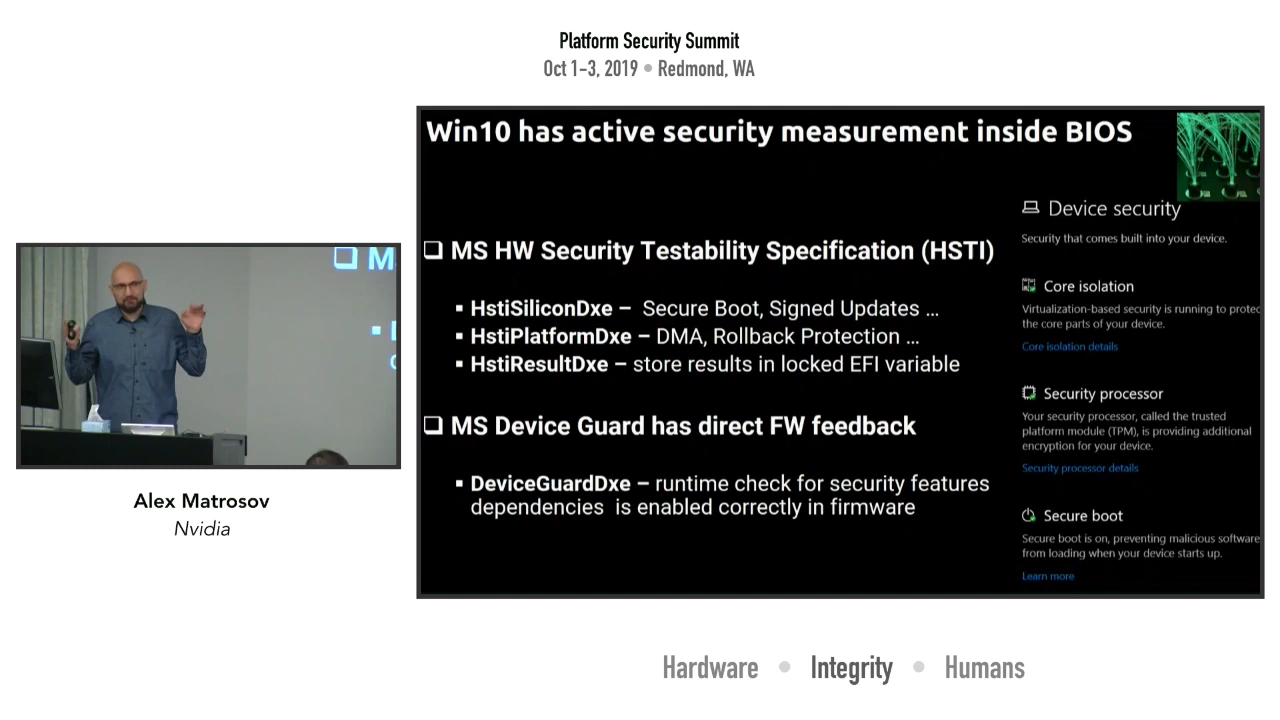 Platform Security Summit
Oct 1-3, 2019 • Redmond, WA
Win10 has active security measurement inside BIOS
❑ MS HW Security Testability Specification (HSTI)
▪ HstiSiliconDxe – Secure Boot, Signed Updates ...
▪ HstiPlatformDxe – DMA, Rollback Protection ...
▪ HstiResultDxe – store results in locked EFI variable
❑ MS Device Guard has direct FW feedback
▪ DeviceGuardDxe – runtime check for security features
dependencies is enabled correctly in firmware
Device security
Security that comes built into your device.
Core isolation
Virtualization-based security is running to protec
the core parts of your device.
Core isolation details
Security processor
Your security processor, called the trusted
platform module (TPM), is providing additional
encryption for your device.
Security processor details
Secure boot
Secure boot is on, preventing malicious software
from loading when your device starts up.
Learn more
❑ M
Alex Matrosov
Nvidia
Hardware • Integrity • Humans